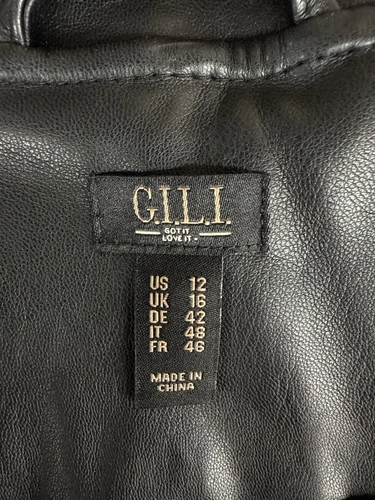 G.I.L.I.
GOT IT
LOVE IT
US 12
UK 16
DE 42
IT 48
FR 46
MADE IN
CHINA